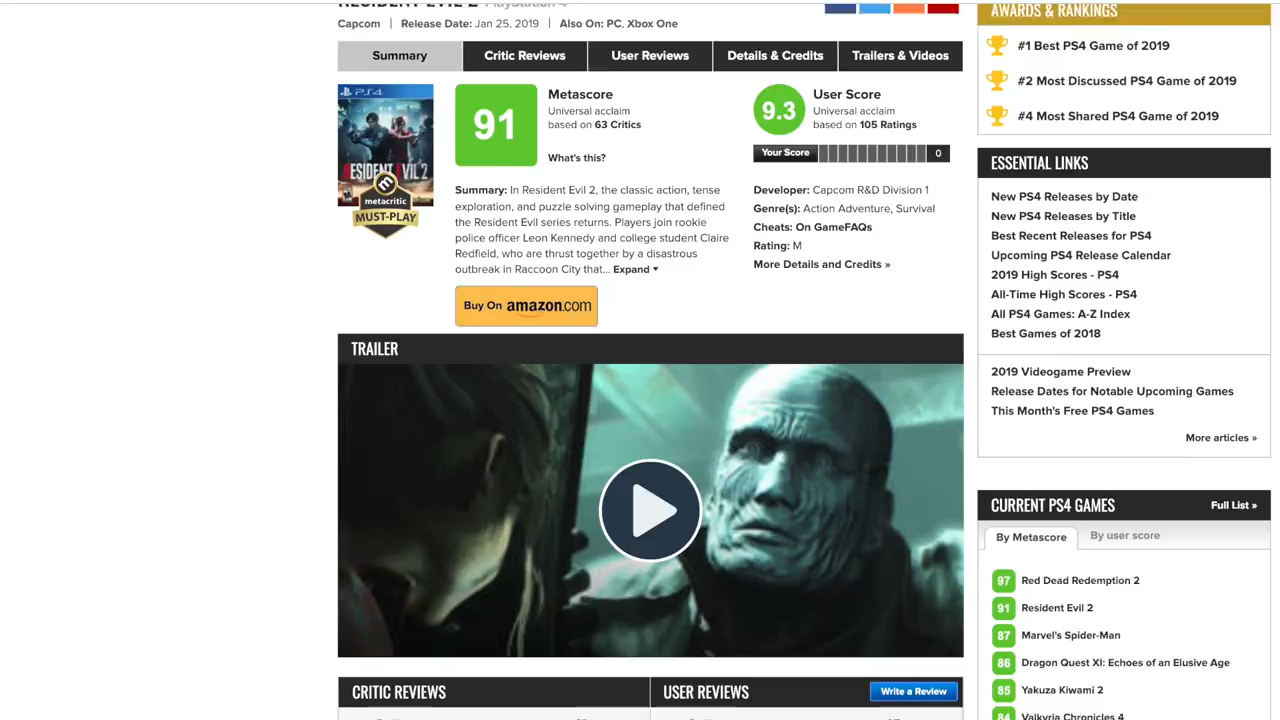 RESIDENT EVIL 2 PlayStation 4
Capcom | Release Date: Jan 25, 2019 | Also On: PC, Xbox One
Summary
Critic Reviews
User Reviews
Details & Credits
Trailers & Videos
PS4
RESIDENT EVIL 2
metacritic
MUST-PLAY
91
Metascore
Universal acclaim
based on 63 Critics
What's this?
9.3
User Score
Universal acclaim
based on 105 Ratings
Your Score
0
Summary: In Resident Evil 2, the classic action, tense
exploration, and puzzle solving gameplay that defined
the Resident Evil series returns. Players join rookie
police officer Leon Kennedy and college student Claire
Redfield, who are thrust together by a disastrous
outbreak in Raccoon City that... Expand
Buy On amazon.com
Developer: Capcom R&D Division 1
Genre(s): Action Adventure, Survival
Cheats: On GameFAQs
Rating: M
More Details and Credits »
TRAILER
CRITIC REVIEWS
USER REVIEWS
Write a Review
AWARDS & RANKINGS
#1 Best PS4 Game of 2019
#2 Most Discussed PS4 Game of 2019
#4 Most Shared PS4 Game of 2019
ESSENTIAL LINKS
New PS4 Releases by Date
New PS4 Releases by Title
Best Recent Releases for PS4
Upcoming PS4 Release Calendar
2019 High Scores - PS4
All-Time High Scores - PS4
All PS4 Games: A-Z Index
Best Games of 2018
2019 Videogame Preview
Release Dates for Notable Upcoming Games
This Month's Free PS4 Games
More articles »
CURRENT PS4 GAMES
Full List »
By Metascore
By user score
97 Red Dead Redemption 2
91 Resident Evil 2
87 Marvel's Spider-Man
86 Dragon Quest XI: Echoes of an Elusive Age
85 Yakuza Kiwami 2
84 Valkyria Chronicles 4